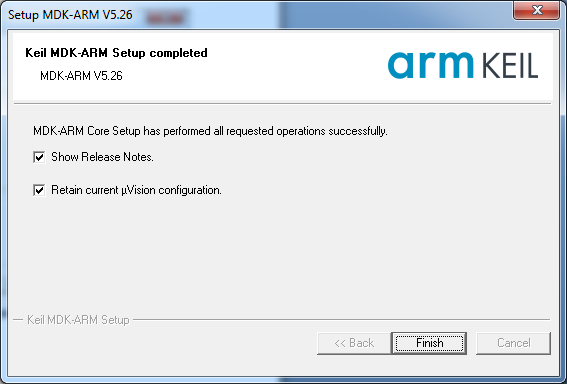 Setup MDK-ARM V5.26
Keil MDK-ARM Setup completed
MDK-ARM V5.26
arm KEIL
MDK-ARM Core Setup has performed all requested operations successfully.
Show Release Notes.
Retain current µVision configuration.
Keil MDK-ARM Setup
<< Back
Finish
Cancel